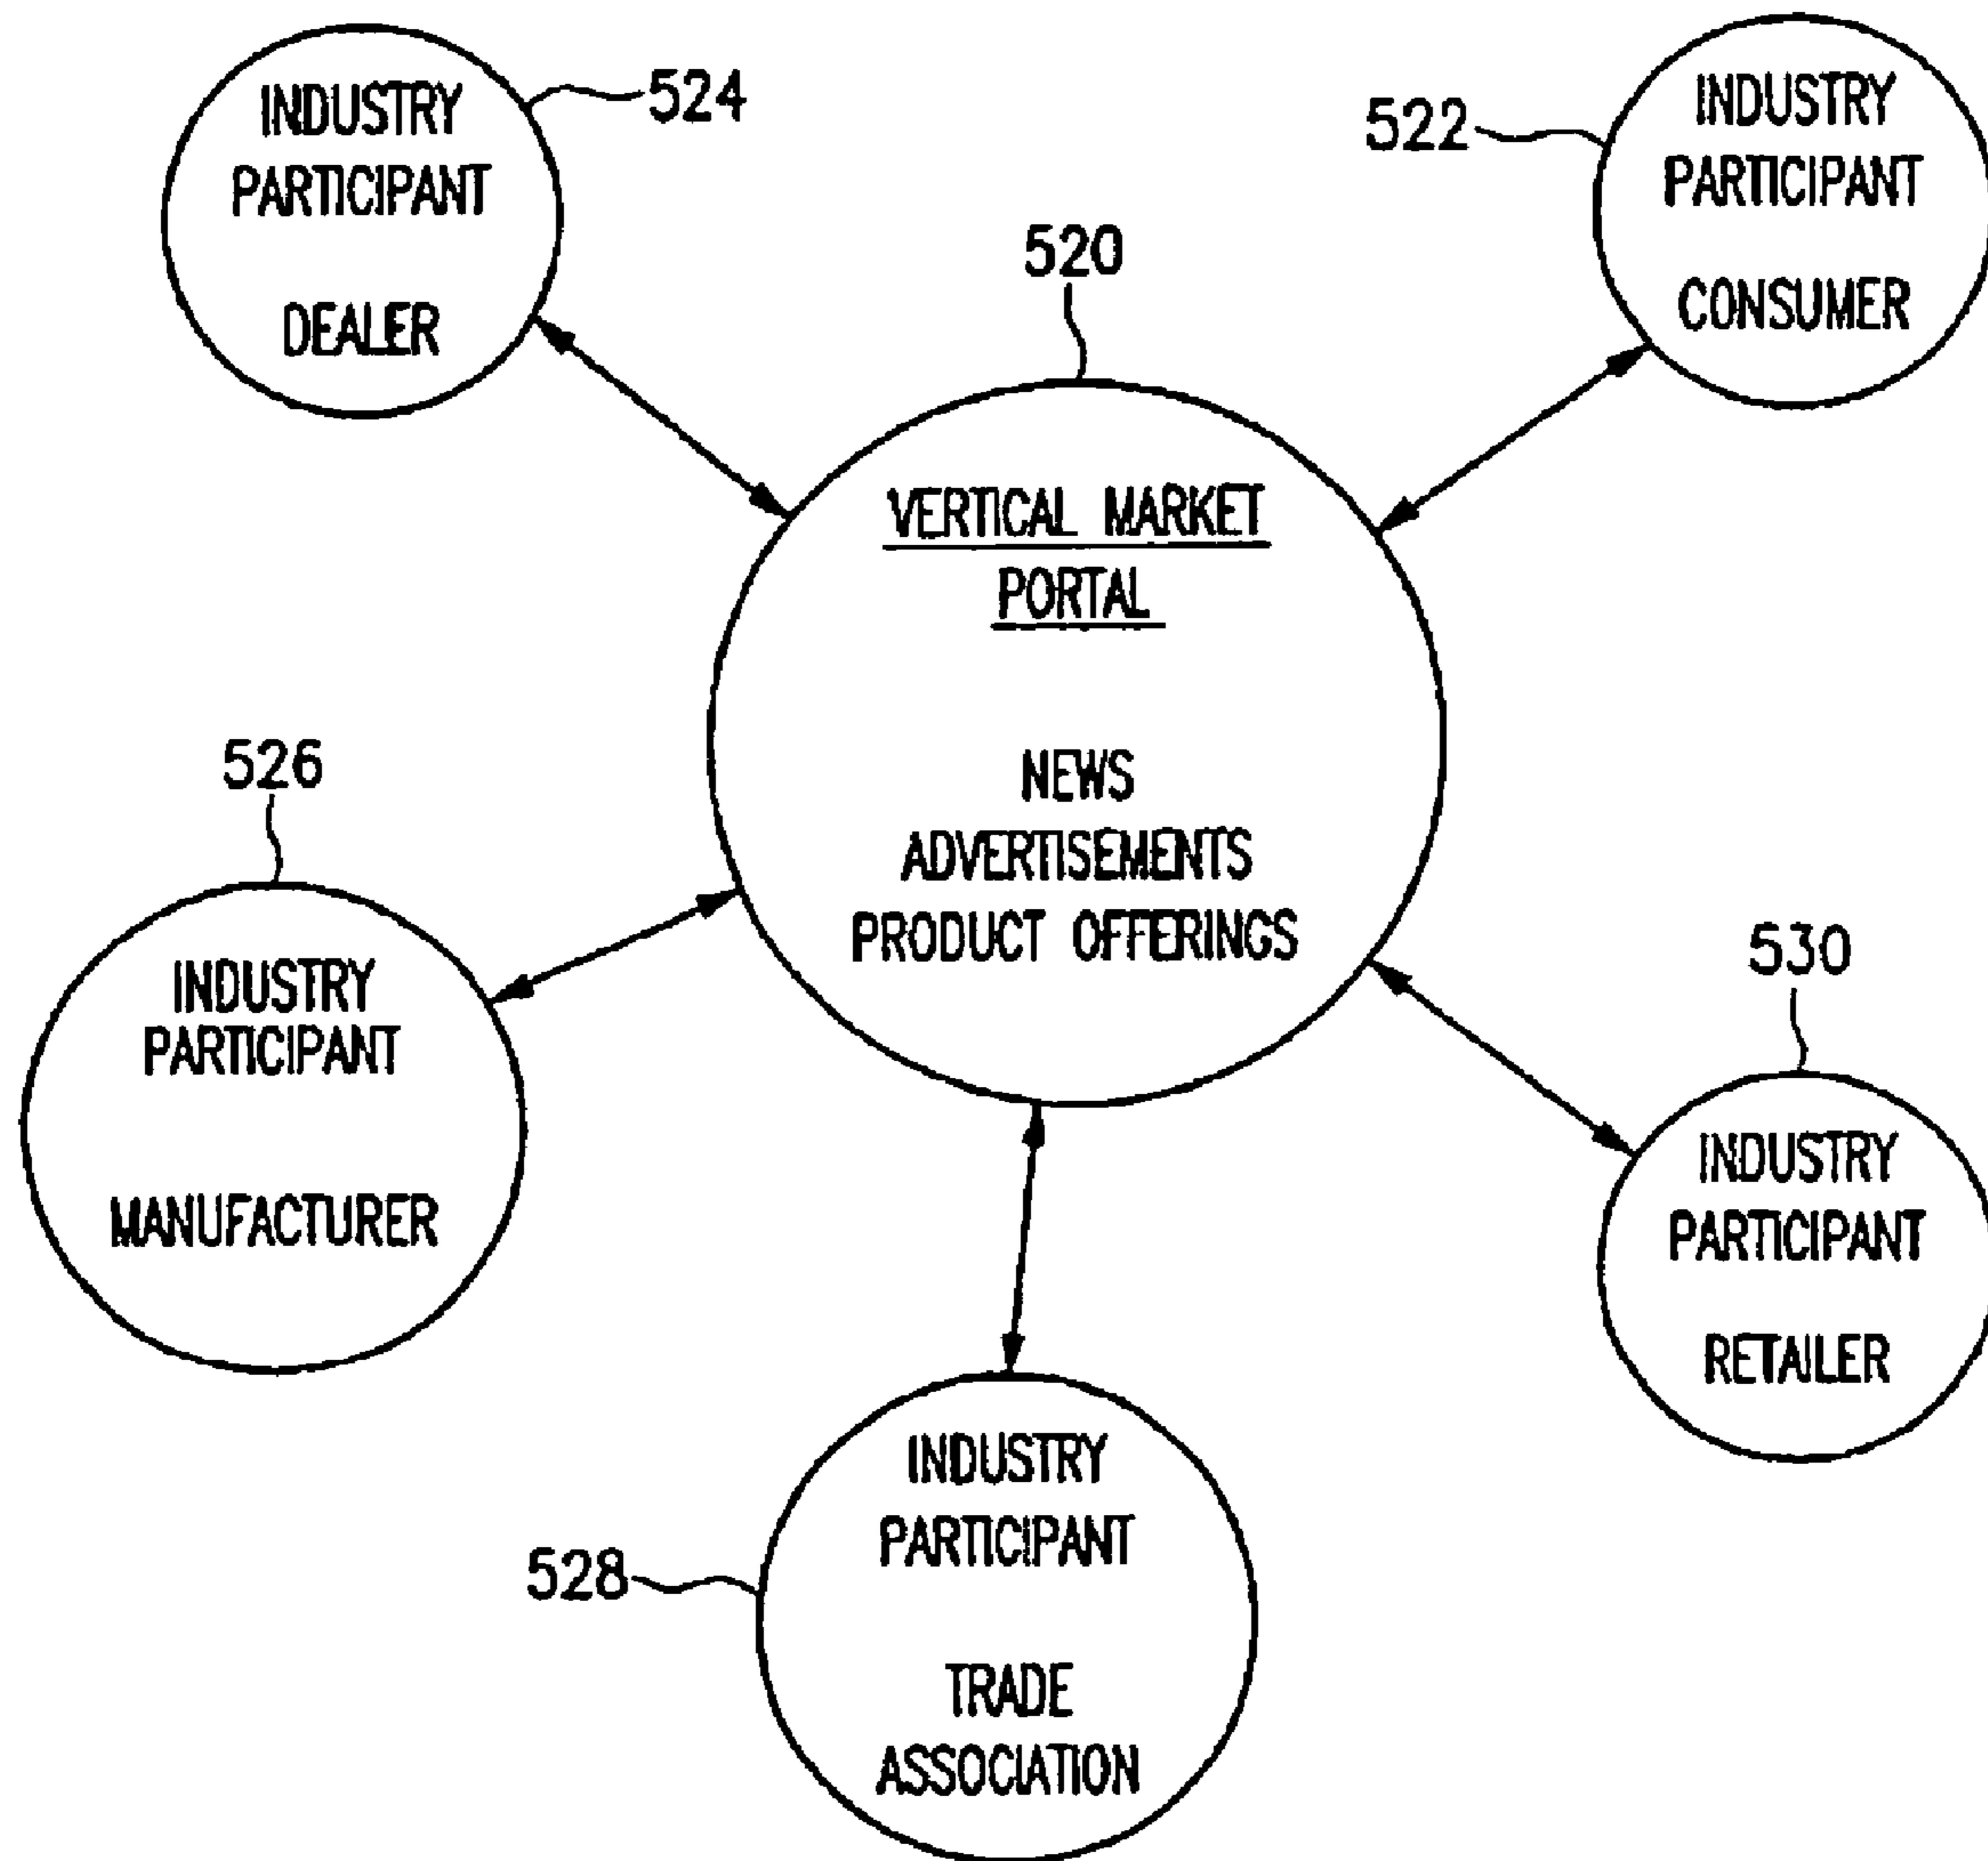 INDUSTRY
PARTICIPANT
DEALER
524
522
INDUSTRY
PARTICIPANT
CONSUMER
520
VERTICAL MARKET
PORTAL
NEWS
ADVERTISEMENTS
PRODUCT OFFERINGS
526
INDUSTRY
PARTICIPANT
MANUFACTURER
530
INDUSTRY
PARTICIPANT
RETAILER
528
INDUSTRY
PARTICIPANT
TRADE
ASSOCIATION